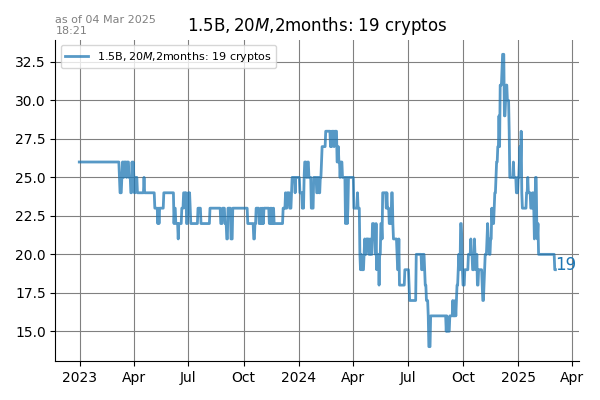 as of 04 Mar 2025
18:21
1.5B, 20M,2months: 19 cryptos
1.5B, 20M,2months: 19 cryptos
32.5
30.0
27.5
25.0
22.5
20.0
17.5
15.0
19
2023 Apr Jul Oct 2024 Apr Jul Oct 2025 Apr